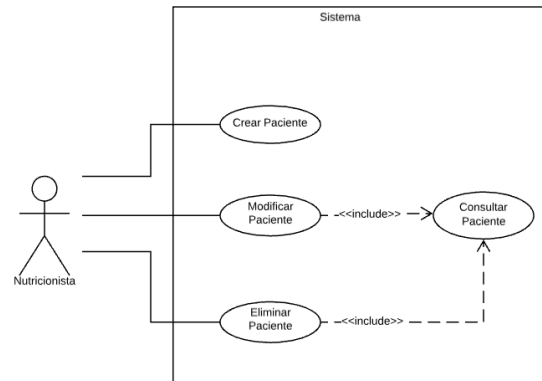 Sistema
Crear Paciente
Modificar
Paciente
<<include>>
Consultar
Paciente
Nutricionista
Eliminar
Paciente
<<include>>